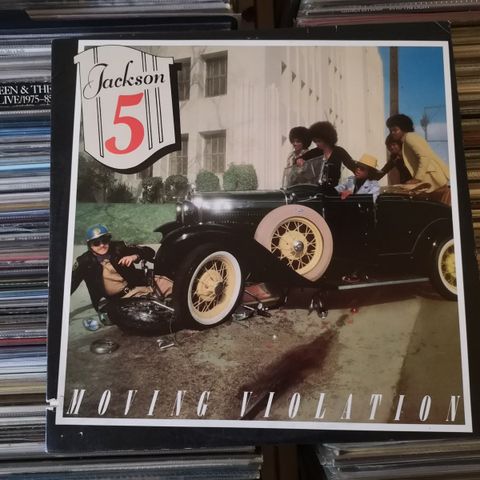 Jackson
5
EEN & THE
LIVE/1975-85
MOVING VIOLATION